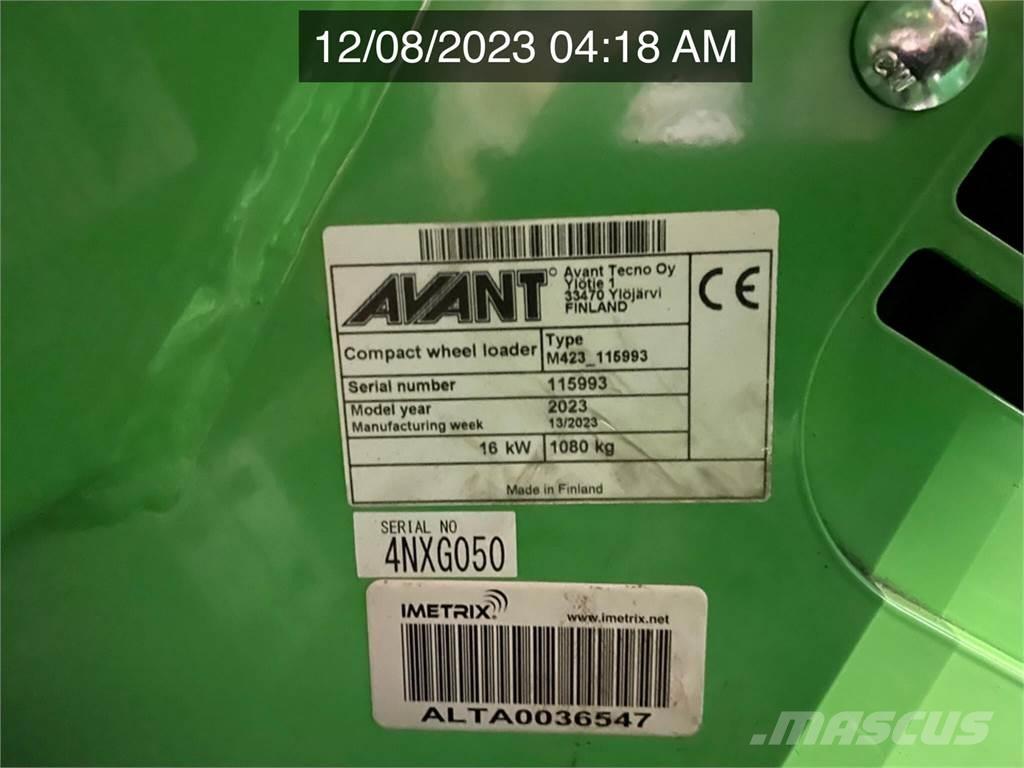 12/08/2023 04:18 AM
AVANT
Avant Tecno Oy
Ylötie 1
33470 Ylöjärvi
FINLAND
CE
Compact wheel loader
Type
M423_115993
Serial number 115993
Model year 2023
Manufacturing week 13/2023
16 kW 1080 kg
Made in Finland
SERIAL NO
4NXG050
IMETRIX www.imetrix.net
ALTA0036547
MASCUS